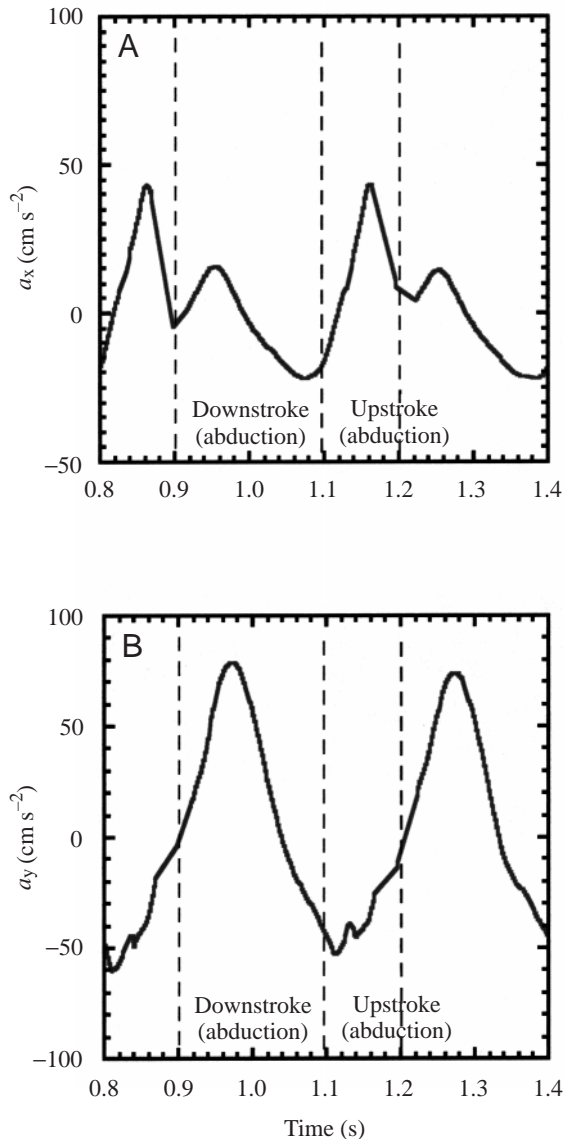 A
100
50
0
−50
aₓ (cm s⁻²)
Downstroke
(abduction)
Upstroke
(abduction)
0.8 0.9 1.0 1.1 1.2 1.3 1.4
B
100
50
0
−50
−100
a_y (cm s⁻²)
Downstroke
(abduction)
Upstroke
(abduction)
0.8 0.9 1.0 1.1 1.2 1.3 1.4
Time (s)